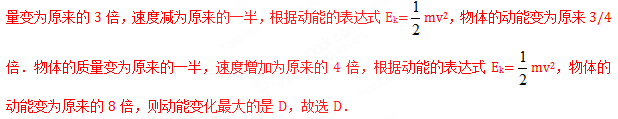 量变为原来的 3 倍，速度减为原来的一半，根据动能的表达式 Eₖ=1/2 mv²，物体的动能变为原来 3/4
倍．物体的质量变为原来的一半，速度增加为原来的 4 倍，根据动能的表达式 Eₖ=1/2 mv²，物体的
动能变为原来的 8 倍，则动能变化最大的是 D，故选 D．